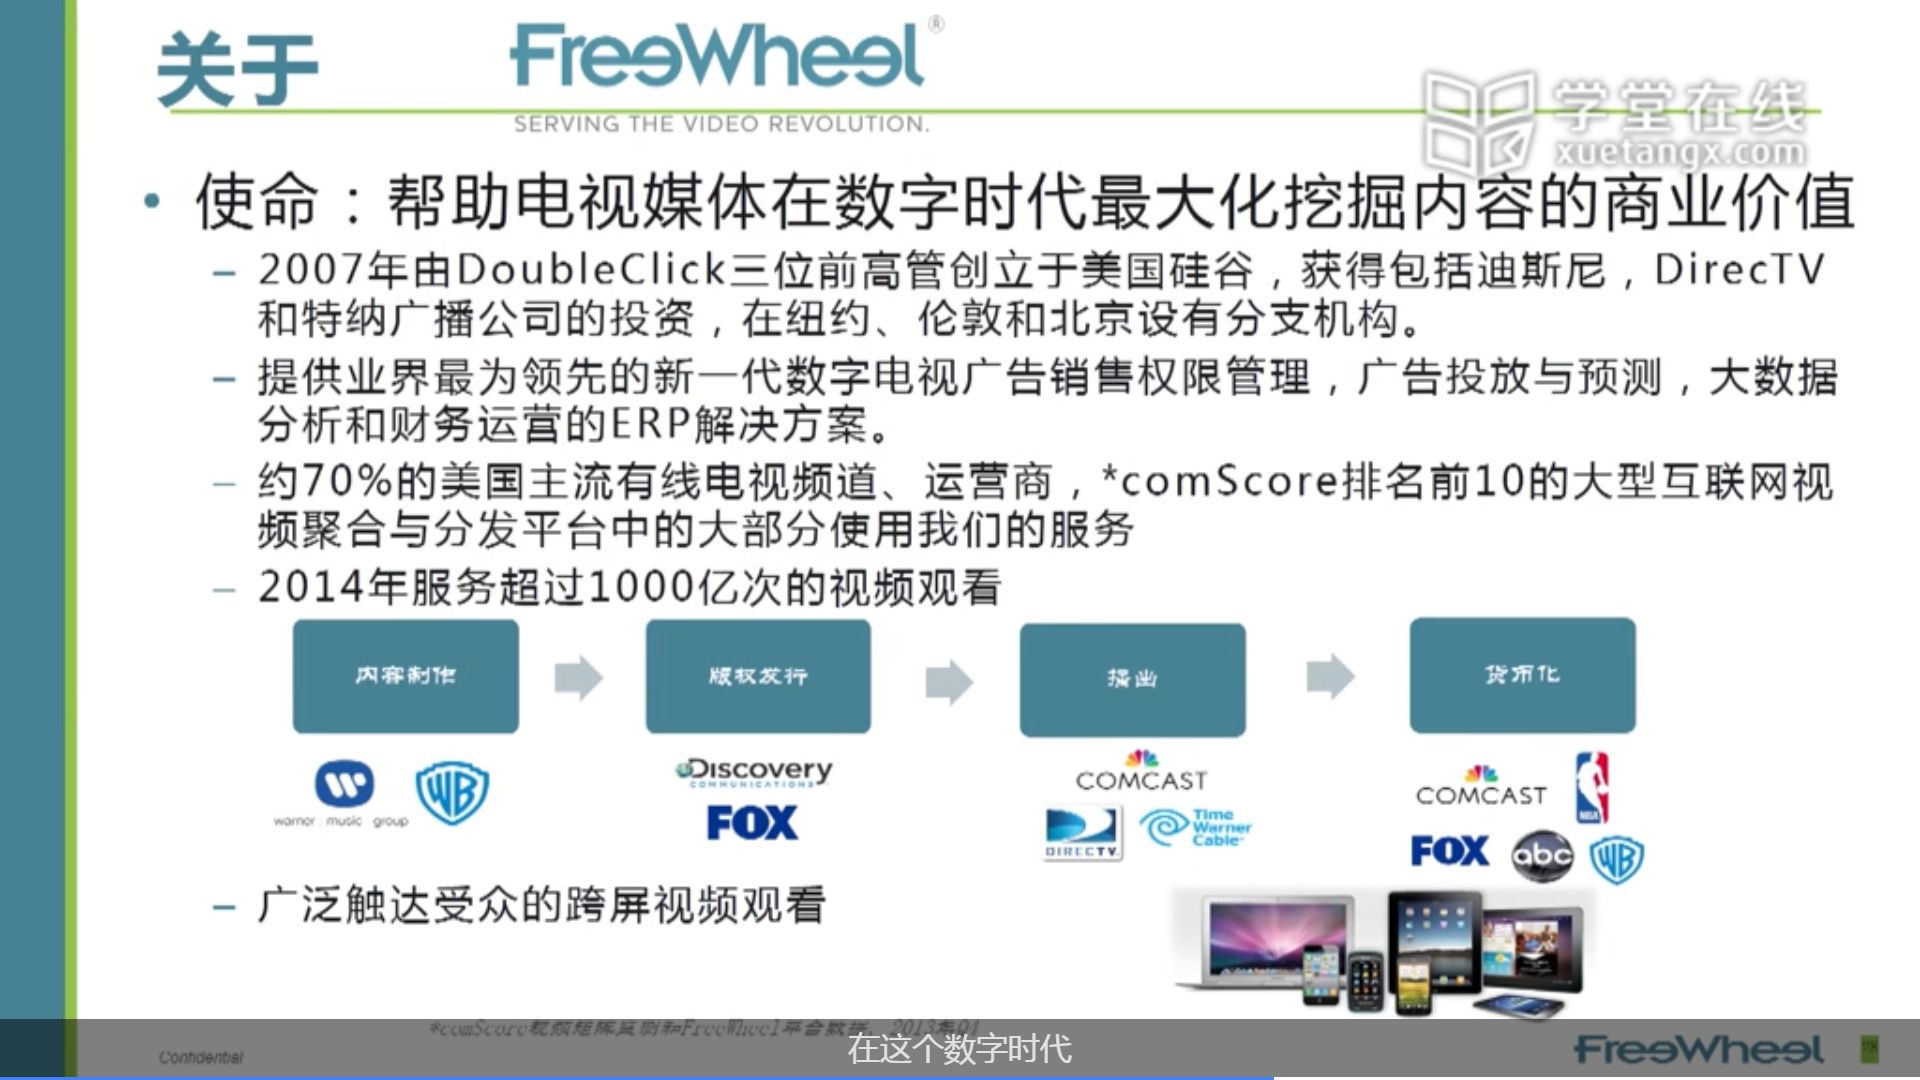 关于
FreeWheel®
SERVING THE VIDEO REVOLUTION.
学堂在线
xuetangx.com
• 使命：帮助电视媒体在数字时代最大化挖掘内容的商业价值
– 2007年由DoubleClick三位前高管创立于美国硅谷，获得包括迪斯尼，DirecTV
和特纳广播公司的投资，在纽约、伦敦和北京设有分支机构。
– 提供业界最为领先的新一代数字电视广告销售权限管理，广告投放与预测，大数据
分析和财务运营的ERP解决方案。
– 约70%的美国主流有线电视频道、运营商，*comScore排名前10的大型互联网视
频聚合与分发平台中的大部分使用我们的服务
– 2014年服务超过1000亿次的视频观看
内容制作
版权发行
播出
货币化
warner music group
WB
Discovery
COMMUNICATIONS
FOX
COMCAST
DIRECTV
Time
Warner
Cable
COMCAST
NBA
FOX
abc
WB
– 广泛触达受众的跨屏视频观看
*comScore视频矩阵监测和FreeWheel平台数据，2013年Q4
在这个数字时代
Confidential
FreeWheel